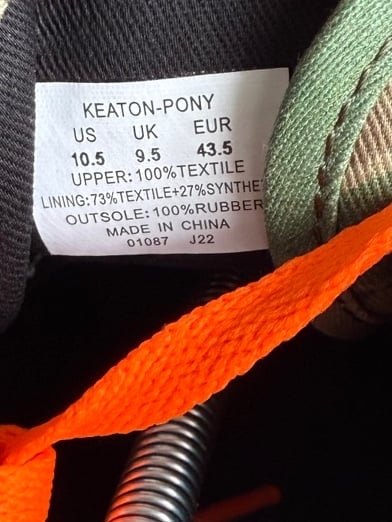 KEATON-PONY
US UK EUR
10.5 9.5 43.5
UPPER:100%TEXTILE
LINING:73%TEXTILE+27%SYNTHE
OUTSOLE:100%RUBBER
MADE IN CHINA
01087 J22